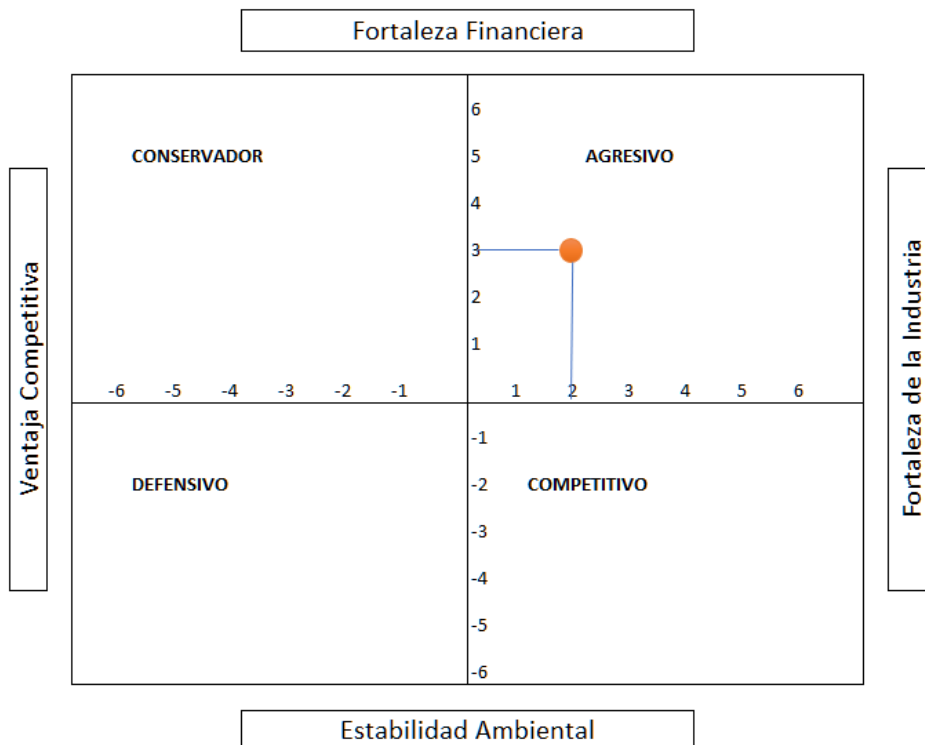 Fortaleza Financiera
6
CONSERVADOR 5 AGRESIVO
4
3
2
1
-6 -5 -4 -3 -2 -1 1 2 3 4 5 6
-1
DEFENSIVO -2 COMPETITIVO
-3
-4
-5
-6
Ventaja Competitiva
Fortaleza de la Industria
Estabilidad Ambiental